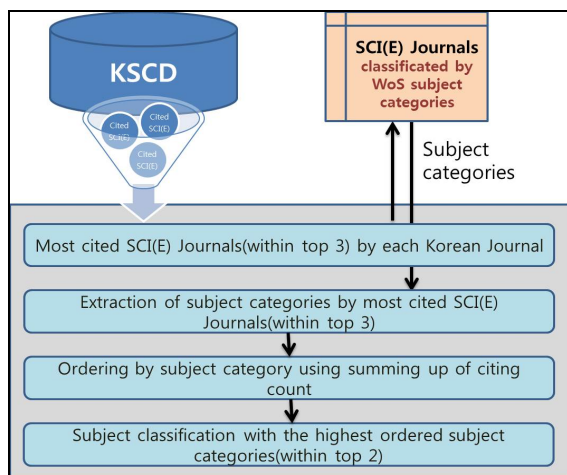 KSCD
Cited
SCI(E)
Cited
SCI(E)
Cited
SCI(E)
SCI(E) Journals
classificated by
WoS subject
categories
Subject
categories
Most cited SCI(E) Journals(within top 3) by each Korean Journal
Extraction of subject categories by most cited SCI(E)
Journals(within top 3)
Ordering by subject category using summing up of citing
count
Subject classification with the highest ordered subject
categories(within top 2)